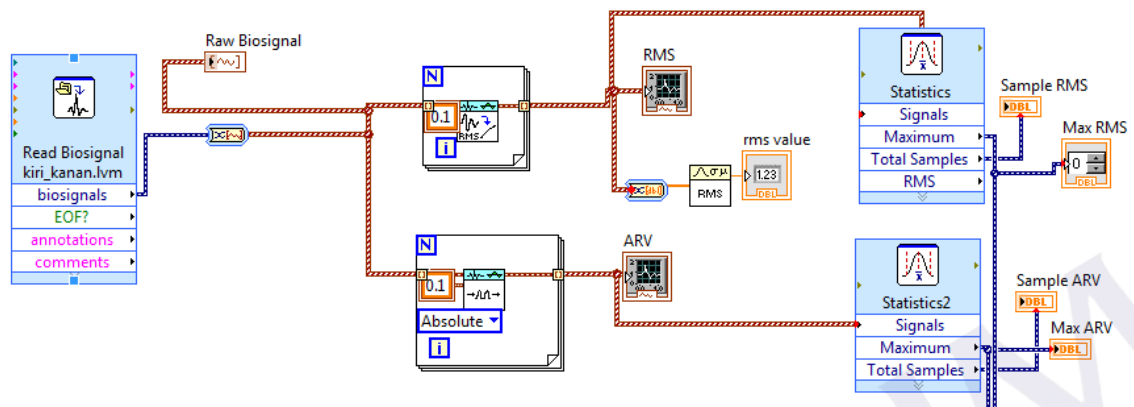 Raw Biosignal
Read Biosignal
kiri_kanan.lvm
biosignals
EOF?
annotations
comments
N
0.1
RMS
i
RMS
rms value
1.23
DBL
RMS
Statistics
Signals
Maximum
Total Samples
RMS
Sample RMS
DBL
Max RMS
0
DBL
N
0.1
Absolute
i
ARV
Statistics2
Signals
Maximum
Total Samples
Sample ARV
DBL
Max ARV
DBL